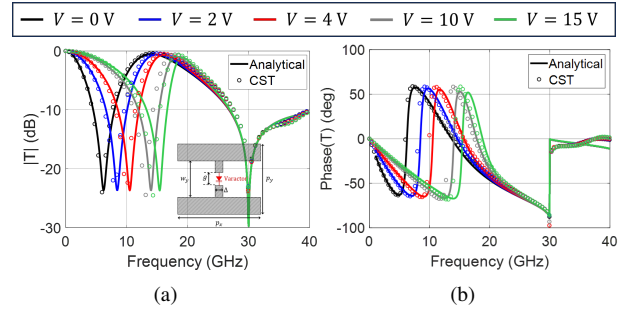 V = 0 V V = 2 V V = 4 V V = 10 V V = 15 V
0
-10
-20
-30
|T| (dB)
Analytical
CST
w_y
g
Varactor
Δ
p_y
p_x
0 10 20 30 40
Frequency (GHz)
(a)
100
50
0
-50
-100
Phase(T) (deg)
Analytical
CST
0 10 20 30 40
Frequency (GHz)
(b)